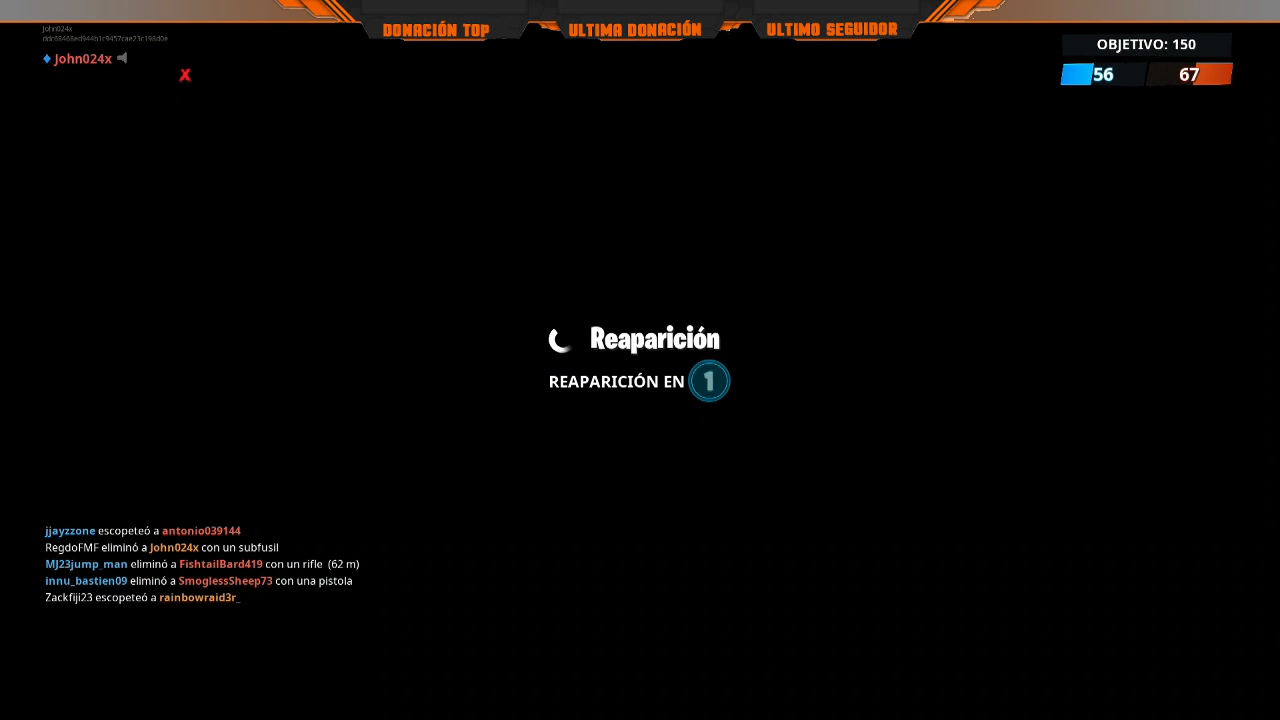 DONACIÓN TOP
ULTIMA DONACIÓN
ULTIMO SEGUIDOR
John024x
John024x
X
OBJETIVO: 150
56
67
Reaparición
REAPARICIÓN EN 1
jjayzzone escopeteó a antonio039144
RegdoFMF eliminó a John024x con un subfusil
MJ23jump_man eliminó a FishtailBard419 con un rifle (62 m)
innu_bastien09 eliminó a SmoglessSheep73 con una pistola
Zackfiji23 escopeteó a rainbowraid3r_